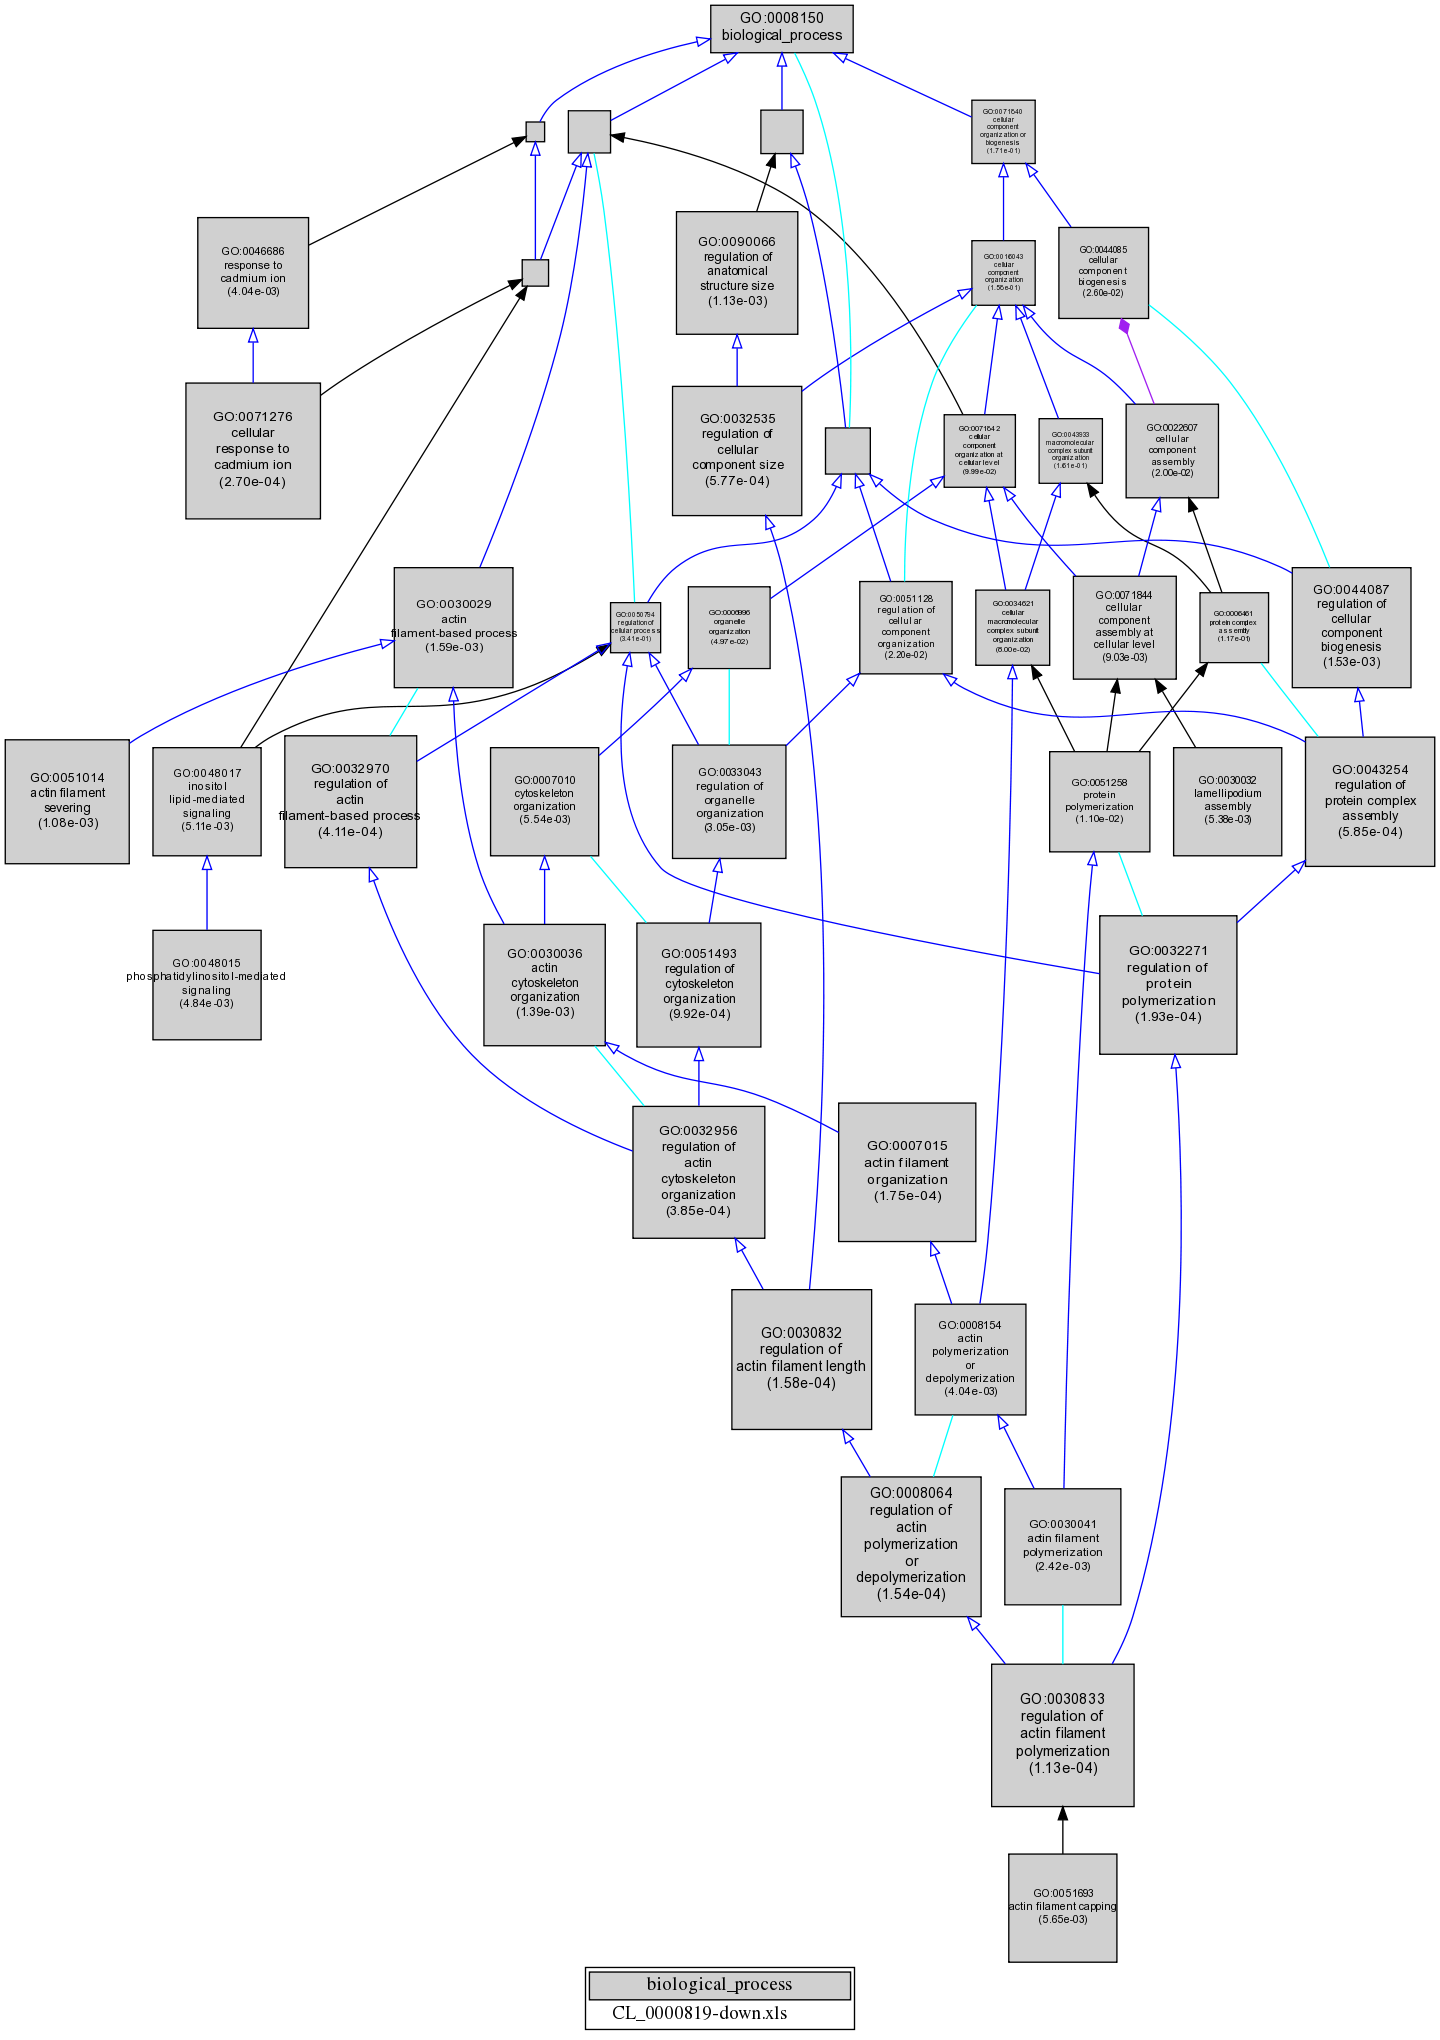 GO:0008150
biological_process
GO:0071840
cellular
component
organization or
biogenesis
(1.71e-01)
GO:0046686
response to
cadmium ion
(4.04e-03)
GO:0090066
regulation of
anatomical
structure size
(1.13e-03)
GO:0016043
cellular
component
organization
(1.56e-01)
GO:0044085
cellular
component
biogenesis
(2.60e-02)
GO:0071276
cellular
response to
cadmium ion
(2.70e-04)
GO:0032535
regulation of
cellular
component size
(5.77e-04)
GO:0071842
cellular
component
organization at
cellular level
(9.99e-02)
GO:0043933
macromolecular
complex subunit
organization
(1.61e-01)
GO:0022607
cellular
component
assembly
(2.00e-02)
GO:0030029
actin
filament-based process
(1.59e-03)
GO:0050794
regulation of
cellular process
(3.41e-01)
GO:0006996
organelle
organization
(4.97e-02)
GO:0051128
regulation of
cellular
component
organization
(2.20e-02)
GO:0034621
cellular
macromolecular
complex subunit
organization
(8.00e-02)
GO:0071844
cellular
component
assembly at
cellular level
(9.03e-03)
GO:0006461
protein complex
assembly
(1.17e-01)
GO:0044087
regulation of
cellular
component
biogenesis
(1.53e-03)
GO:0051014
actin filament
severing
(1.08e-03)
GO:0048017
inositol
lipid-mediated
signaling
(5.11e-03)
GO:0032970
regulation of
actin
filament-based process
(4.11e-04)
GO:0007010
cytoskeleton
organization
(5.54e-03)
GO:0033043
regulation of
organelle
organization
(3.05e-03)
GO:0051258
protein
polymerization
(1.10e-02)
GO:0030032
lamellipodium
assembly
(5.38e-03)
GO:0043254
regulation of
protein complex
assembly
(5.85e-04)
GO:0048015
phosphatidylinositol-mediated
signaling
(4.84e-03)
GO:0030036
actin
cytoskeleton
organization
(1.39e-03)
GO:0051493
regulation of
cytoskeleton
organization
(9.92e-04)
GO:0032271
regulation of
protein
polymerization
(1.93e-04)
GO:0032956
regulation of
actin
cytoskeleton
organization
(3.85e-04)
GO:0007015
actin filament
organization
(1.75e-04)
GO:0030832
regulation of
actin filament length
(1.58e-04)
GO:0008154
actin
polymerization
or
depolymerization
(4.04e-03)
GO:0008064
regulation of
actin
polymerization
or
depolymerization
(1.54e-04)
GO:0030041
actin filament
polymerization
(2.42e-03)
GO:0030833
regulation of
actin filament
polymerization
(1.13e-04)
GO:0051693
actin filament capping
(5.65e-03)
biological_process
CL_0000819-down.xls